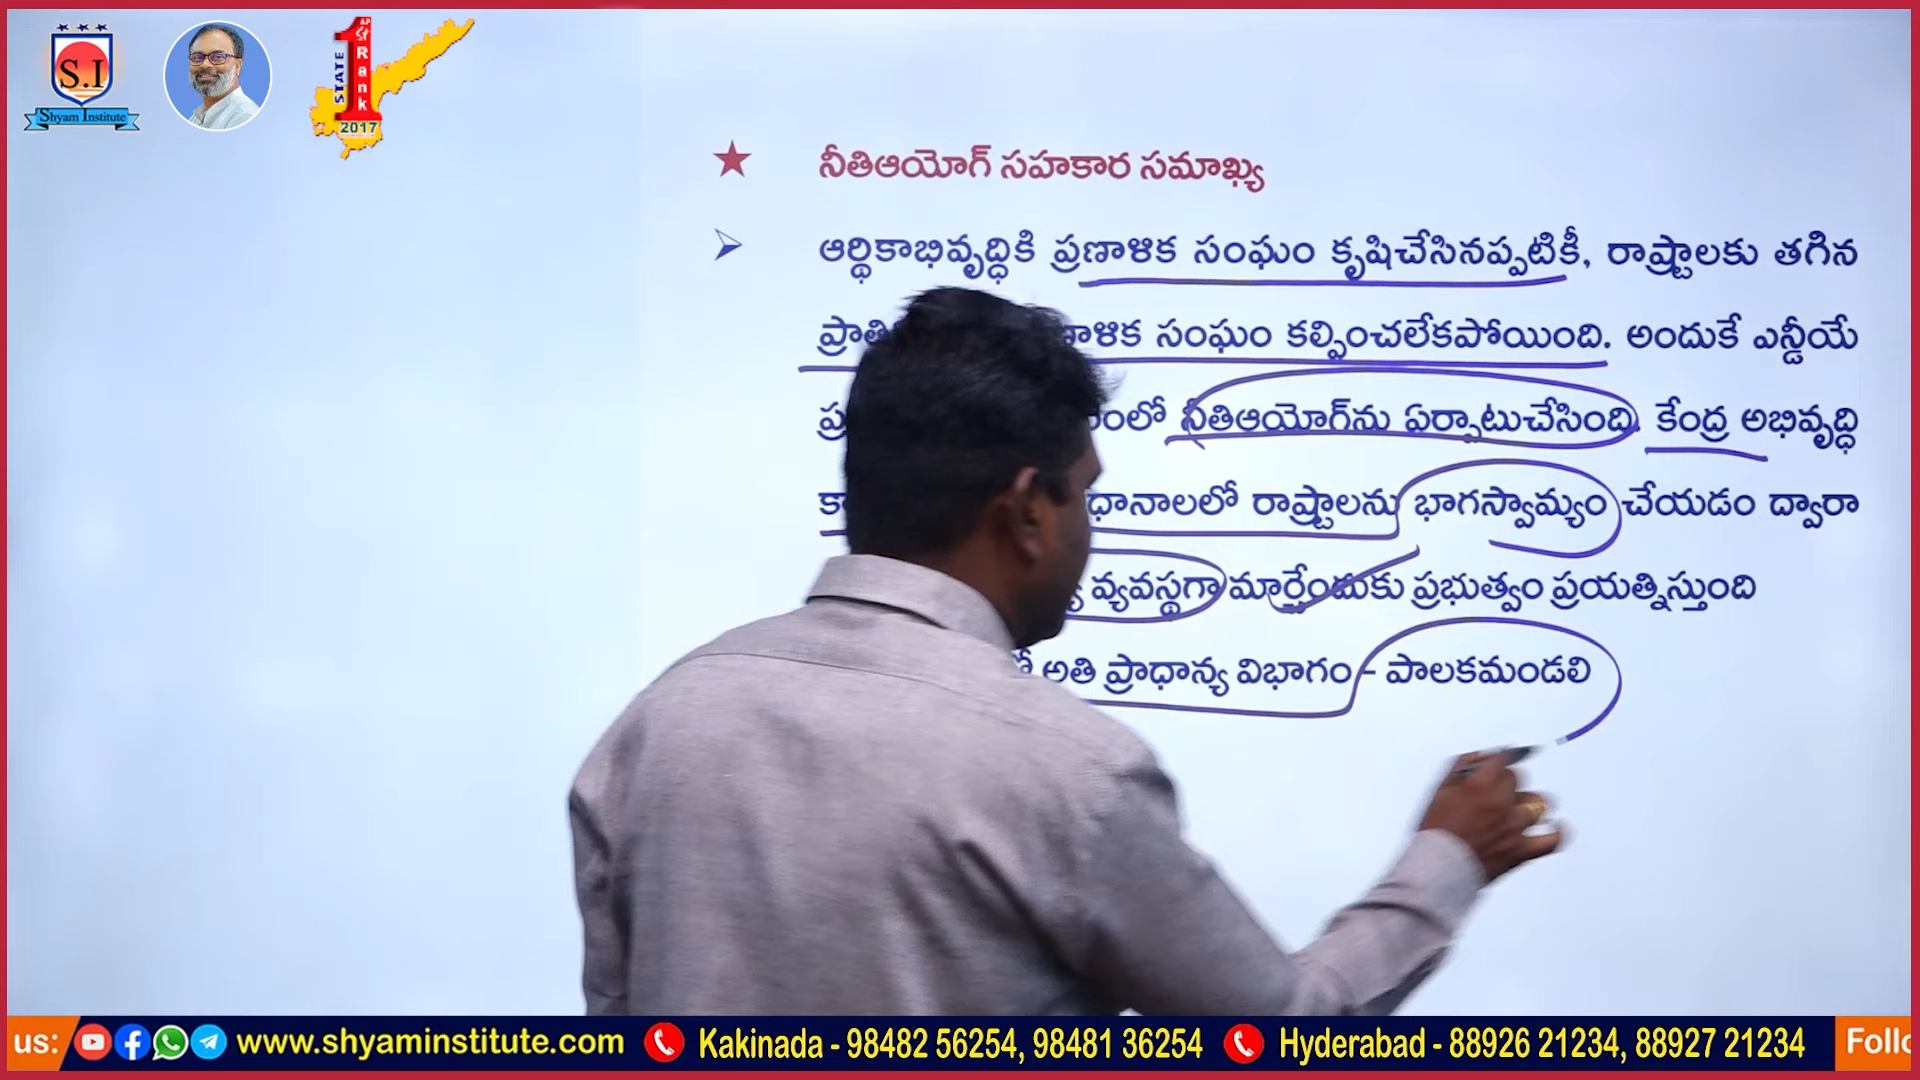 S.I
Shyam Institute
STATE
1
A.P
st
Rank
2017
నీతిఆయోగ్ సహకార సమాఖ్య
ఆర్థికాభివృద్ధికి ప్రణాళిక సంఘం కృషిచేసినప్పటికీ, రాష్ట్రాలకు తగిన
సంఘం కల్పించలేకపోయింది. అందుకే ఎన్డీయే
నీతిఆయోగ్‌ను ఏర్పాటుచేసింది. కేంద్ర అభివృద్ధి
రాష్ట్రాలను భాగస్వామ్యం చేయడం ద్వారా
వ్యవస్థగా మార్చేందుకు ప్రభుత్వం ప్రయత్నిస్తుంది
అతి ప్రాధాన్య విభాగం - పాలకమండలి
us: www.shyaminstitute.com Kakinada - 98482 56254, 98481 36254 Hyderabad - 88926 21234, 88927 21234